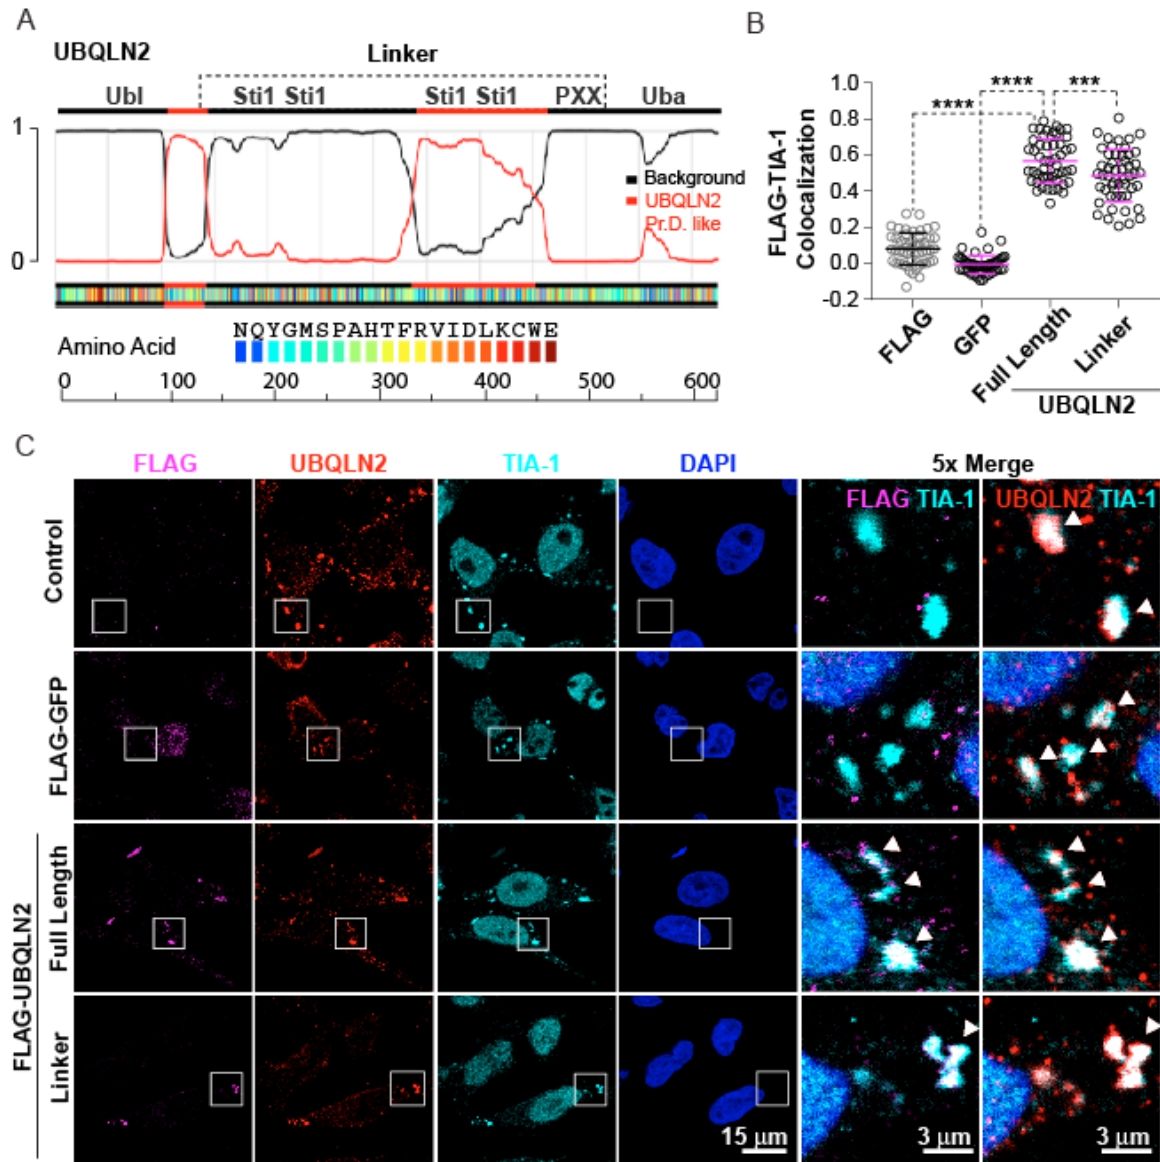 A
UBQLN2
Linker
Ubl
Sti1 Sti1
Sti1 Sti1
PXX
Uba
1
0
Background
UBQLN2
Pr.D. like
NQYGMSPAHTFRVIDLKCWE
Amino Acid
0 100 200 300 400 500 600
B
FLAG-TIA-1
Colocalization
1.0
0.8
0.6
0.4
0.2
0.0
-0.2
**** ***
****
FLAG
GFP
Full Length
Linker
UBQLN2
C
FLAG UBQLN2 TIA-1 DAPI 5x Merge
FLAG TIA-1 UBQLN2 TIA-1
Control
FLAG-GFP
FLAG-UBQLN2
Full Length
Linker
15 µm 3 µm 3 µm